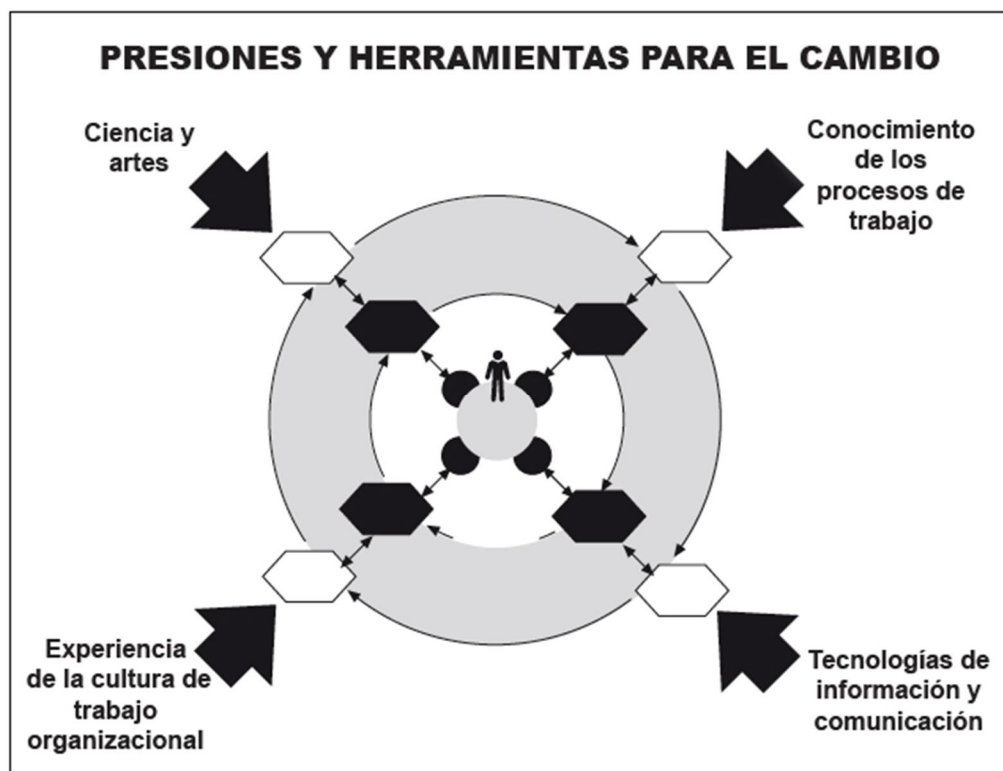 PRESIONES Y HERRAMIENTAS PARA EL CAMBIO
Ciencia y
artes
Conocimiento
de los
procesos de
trabajo
Experiencia
de la cultura de
trabajo
organizacional
Tecnologías de
información y
comunicación